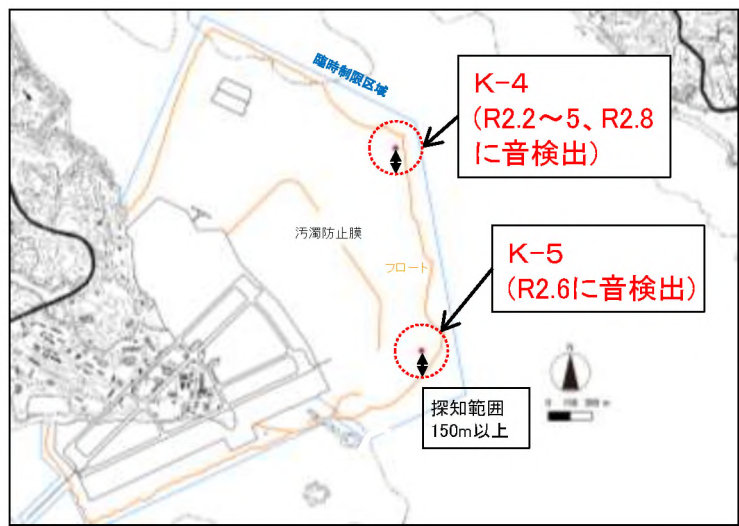 臨時制限区域
K-4
(R2.2～5、R2.8
に音検出)
汚濁防止膜
フロート
K-5
(R2.6に音検出)
探知範囲
150m以上
N